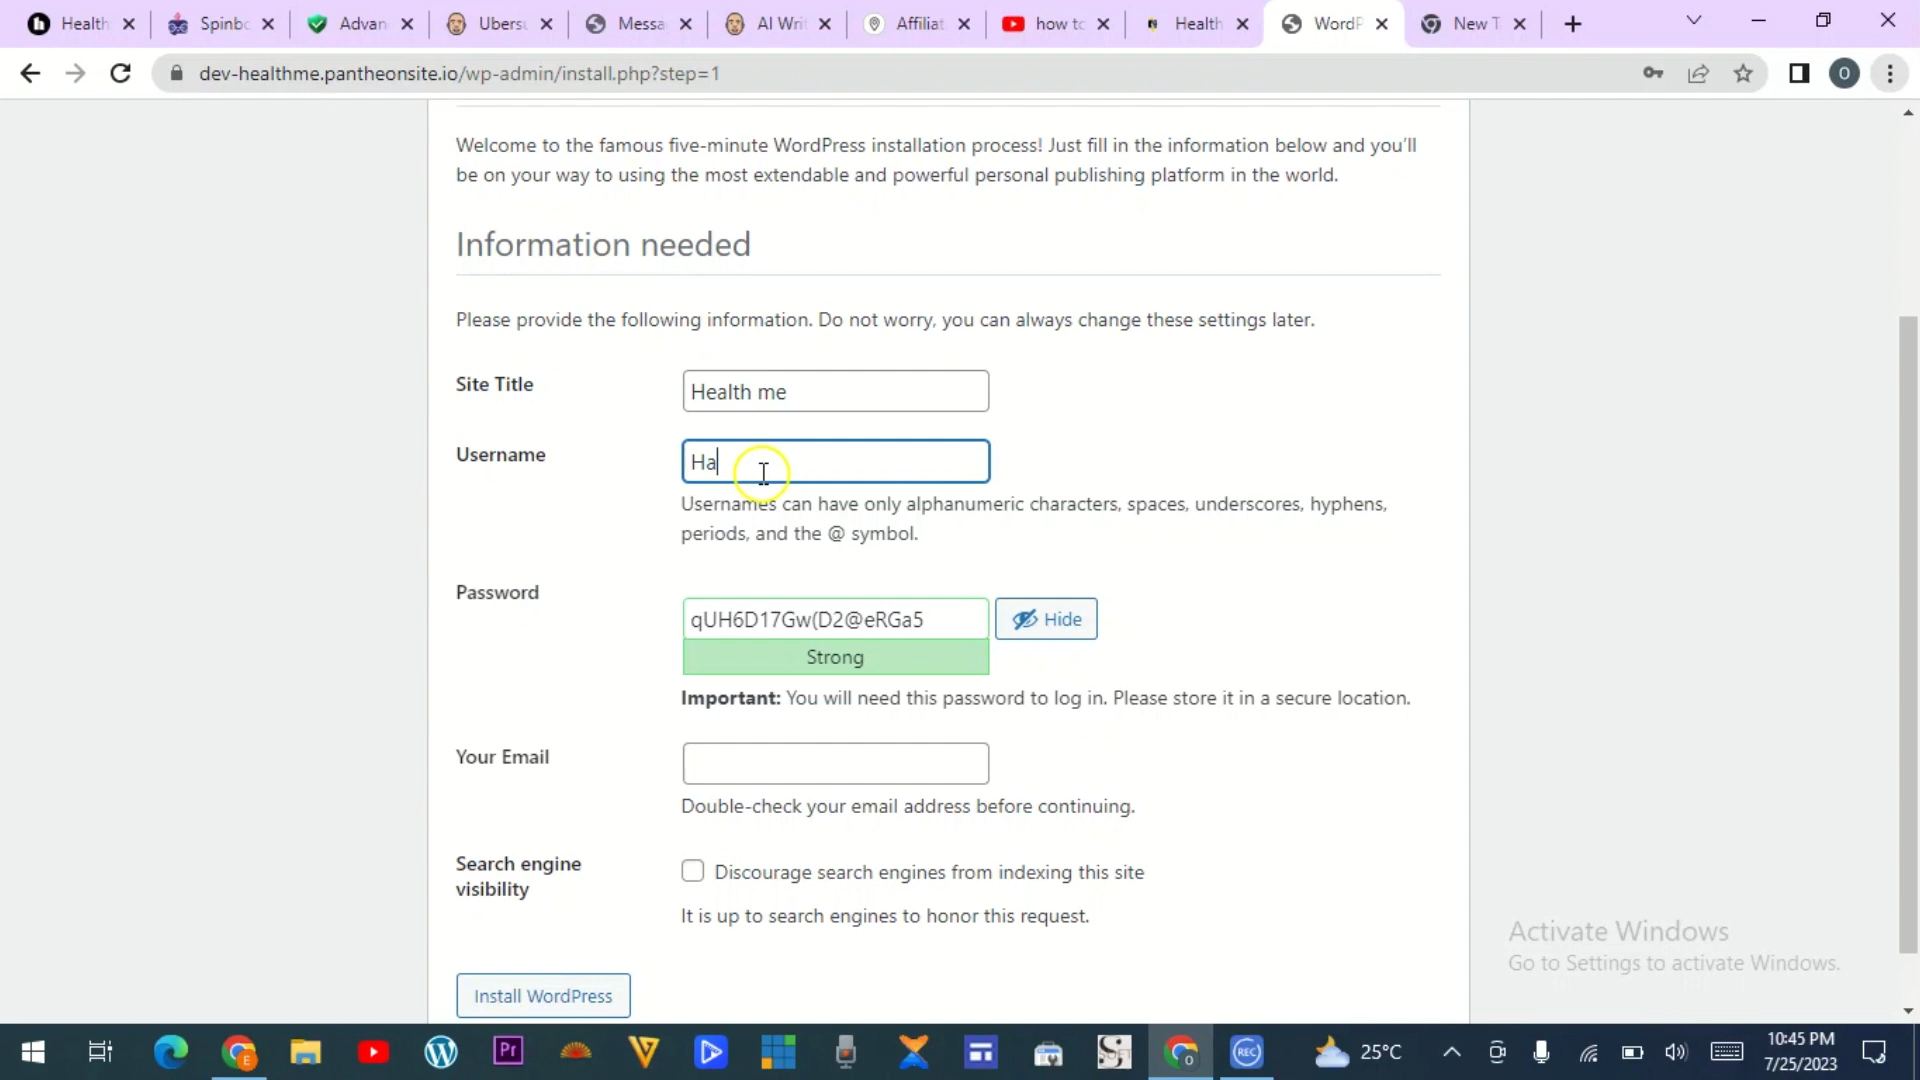 Health
Spinbo
Advan
Ubersu
Messa
AI Writ
Affiliat
how to
Health
WordP
New T
dev-healthme.pantheonsite.io/wp-admin/install.php?step=1
O
Welcome to the famous five-minute WordPress installation process! Just fill in the information below and you'll
be on your way to using the most extendable and powerful personal publishing platform in the world.
Information needed
Please provide the following information. Do not worry, you can always change these settings later.
Site Title
Health me
Username
Ha
Usernames can have only alphanumeric characters, spaces, underscores, hyphens,
periods, and the @ symbol.
Password
qUH6D17Gw(D2@eRGa5
Hide
Strong
Important: You will need this password to log in. Please store it in a secure location.
Your Email
Double-check your email address before continuing.
Search engine
visibility
Discourage search engines from indexing this site
It is up to search engines to honor this request.
Activate Windows
Go to Settings to activate Windows.
Install WordPress
E
Pr
REC
25°C
10:45 PM
7/25/2023